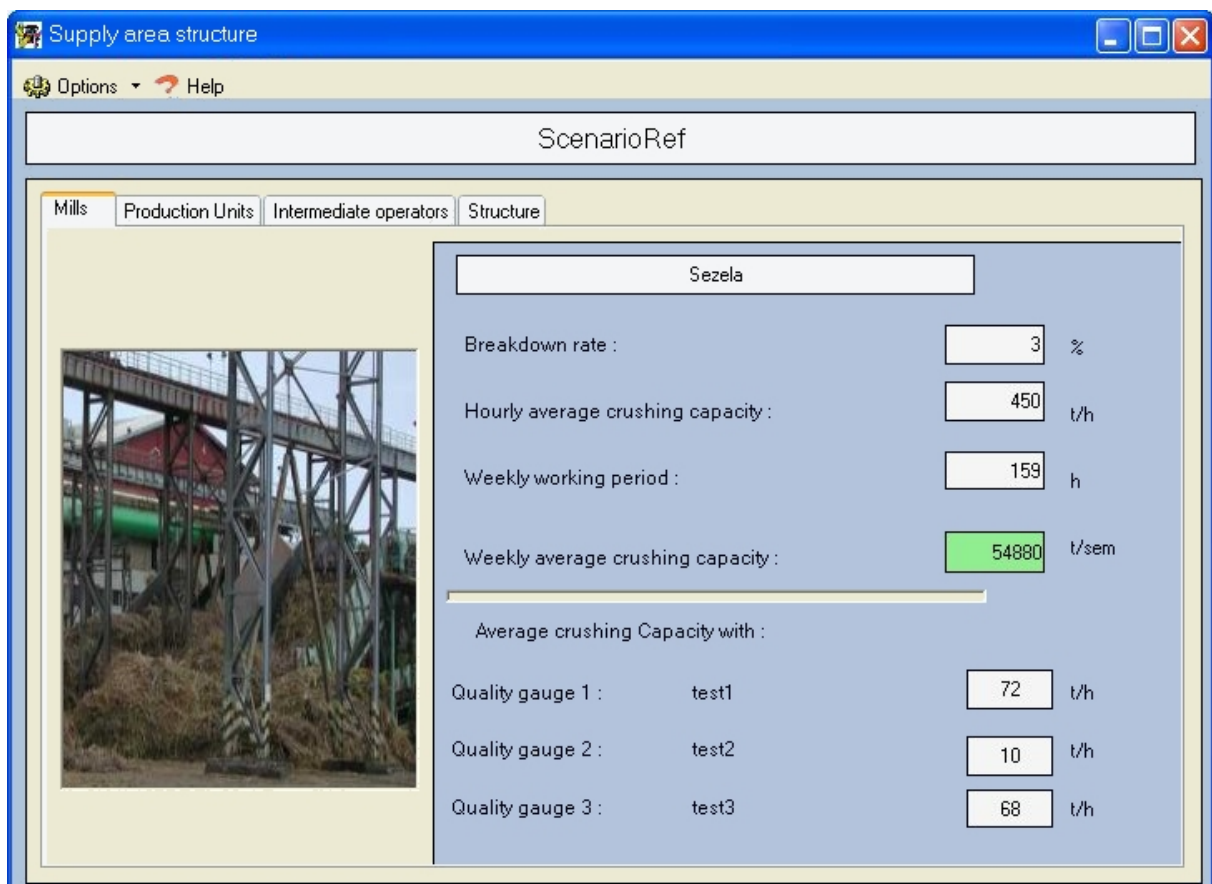 Supply area structure
Options Help
ScenarioRef
Mills Production Units Intermediate operators Structure
Sezela
Breakdown rate : 3 %
Hourly average crushing capacity : 450 t/h
Weekly working period : 159 h
Weekly average crushing capacity : 54880 t/sem
Average crushing Capacity with :
Quality gauge 1 : test1 72 t/h
Quality gauge 2 : test2 10 t/h
Quality gauge 3 : test3 68 t/h